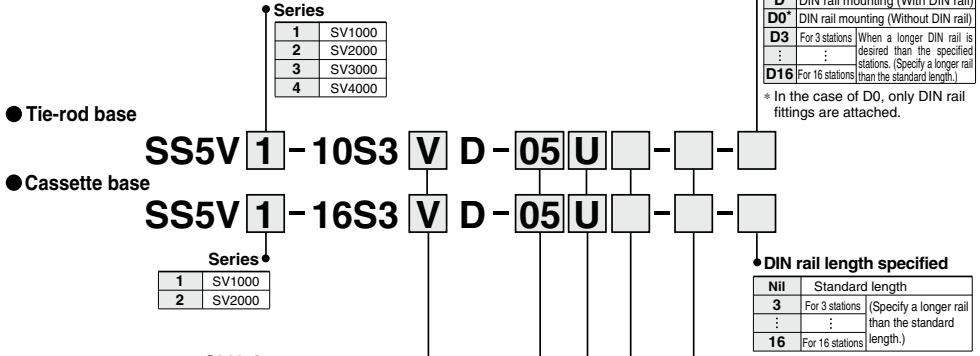 Series
1 SV1000
2 SV2000
3 SV3000
4 SV4000
D DIN rail mounting (With DIN rail)
D0* DIN rail mounting (Without DIN rail)
D3 For 3 stations When a longer DIN rail is
⋮ ⋮ desired than the specified
stations. (Specify a longer rail
D16 For 16 stations than the standard length.)
* In the case of D0, only DIN rail
fittings are attached.
● Tie-rod base
SS5V 1 - 10S3 V D - 05 U - -
● Cassette base
SS5V 1 - 16S3 V D - 05 U - -
Series
1 SV1000
2 SV2000
DIN rail length specified
Nil Standard length
3 For 3 stations (Specify a longer rail
⋮ ⋮ than the standard
16 For 16 stations length.)